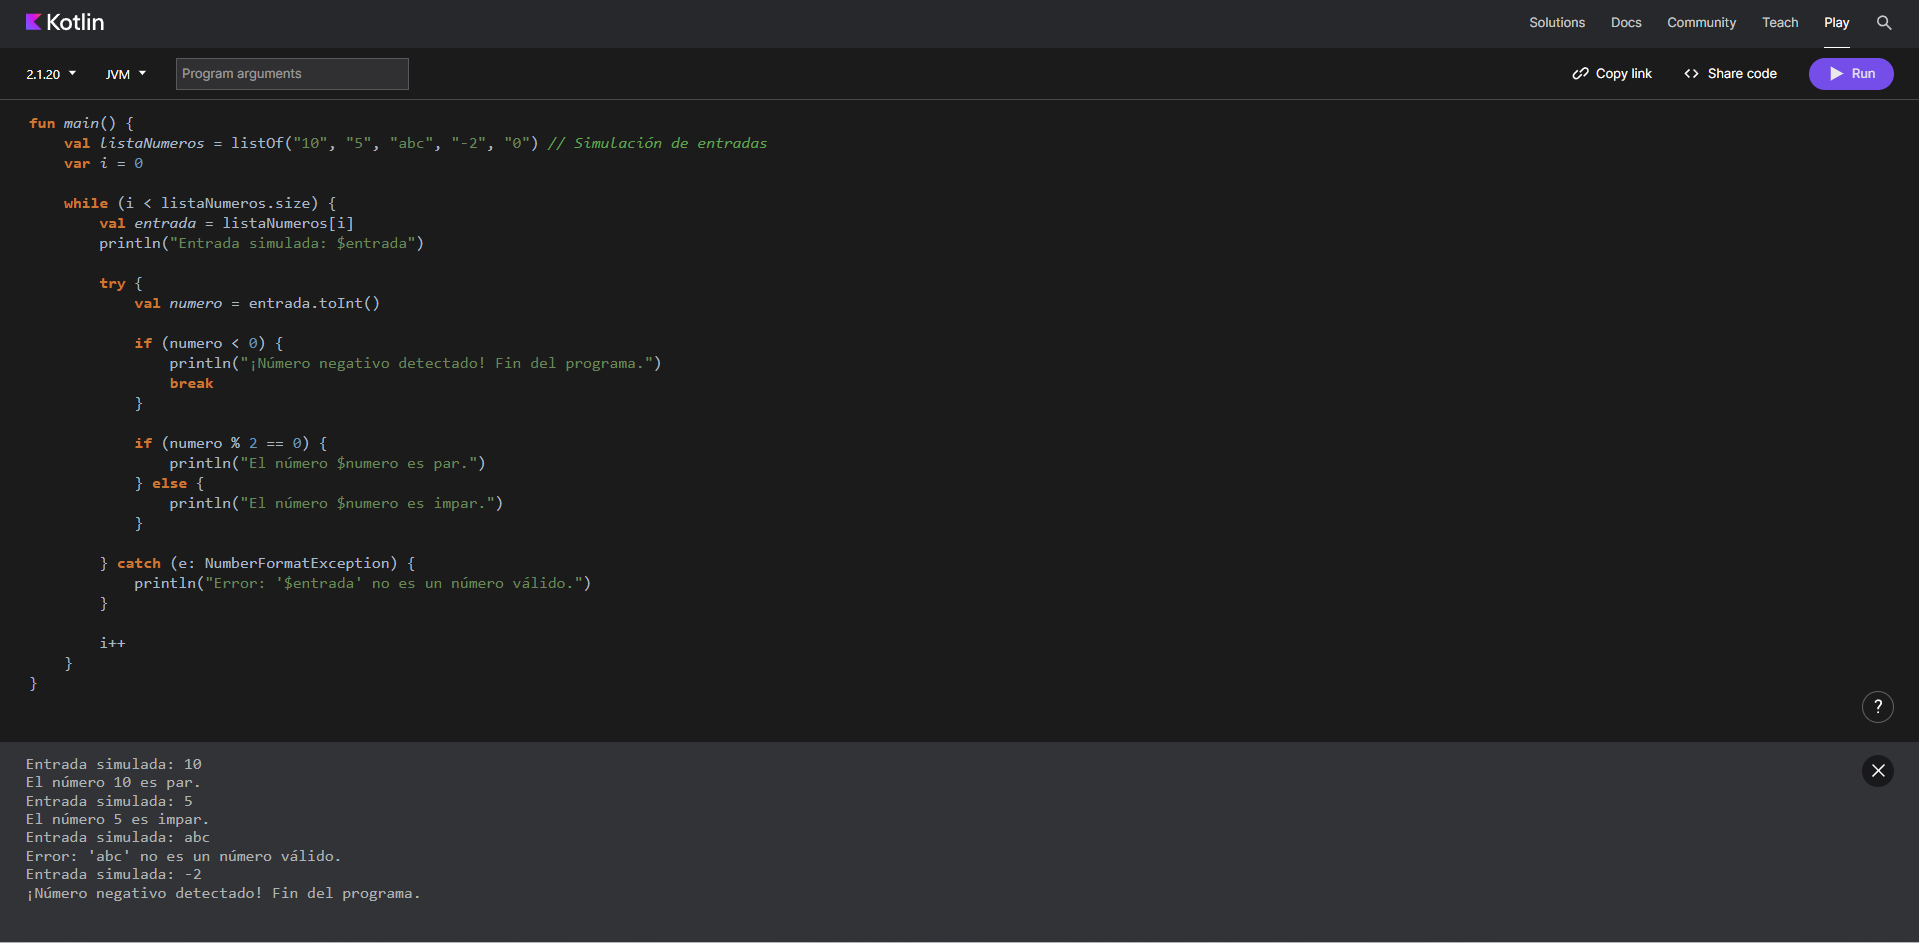 Kotlin
Solutions Docs Community Teach Play
2.1.20 JVM Program arguments Copy link Share code Run
fun main() {
    val listaNumeros = listOf("10", "5", "abc", "-2", "0") // Simulación de entradas
    var i = 0
    while (i < listaNumeros.size) {
        val entrada = listaNumeros[i]
        println("Entrada simulada: $entrada")
        try {
            val numero = entrada.toInt()
            if (numero < 0) {
                println("¡Número negativo detectado! Fin del programa.")
                break
            }
            if (numero % 2 == 0) {
                println("El número $numero es par.")
            } else {
                println("El número $numero es impar.")
            }
        } catch (e: NumberFormatException) {
            println("Error: '$entrada' no es un número válido.")
        }
        i++
    }
}
?
Entrada simulada: 10
El número 10 es par.
Entrada simulada: 5
El número 5 es impar.
Entrada simulada: abc
Error: 'abc' no es un número válido.
Entrada simulada: -2
¡Número negativo detectado! Fin del programa.